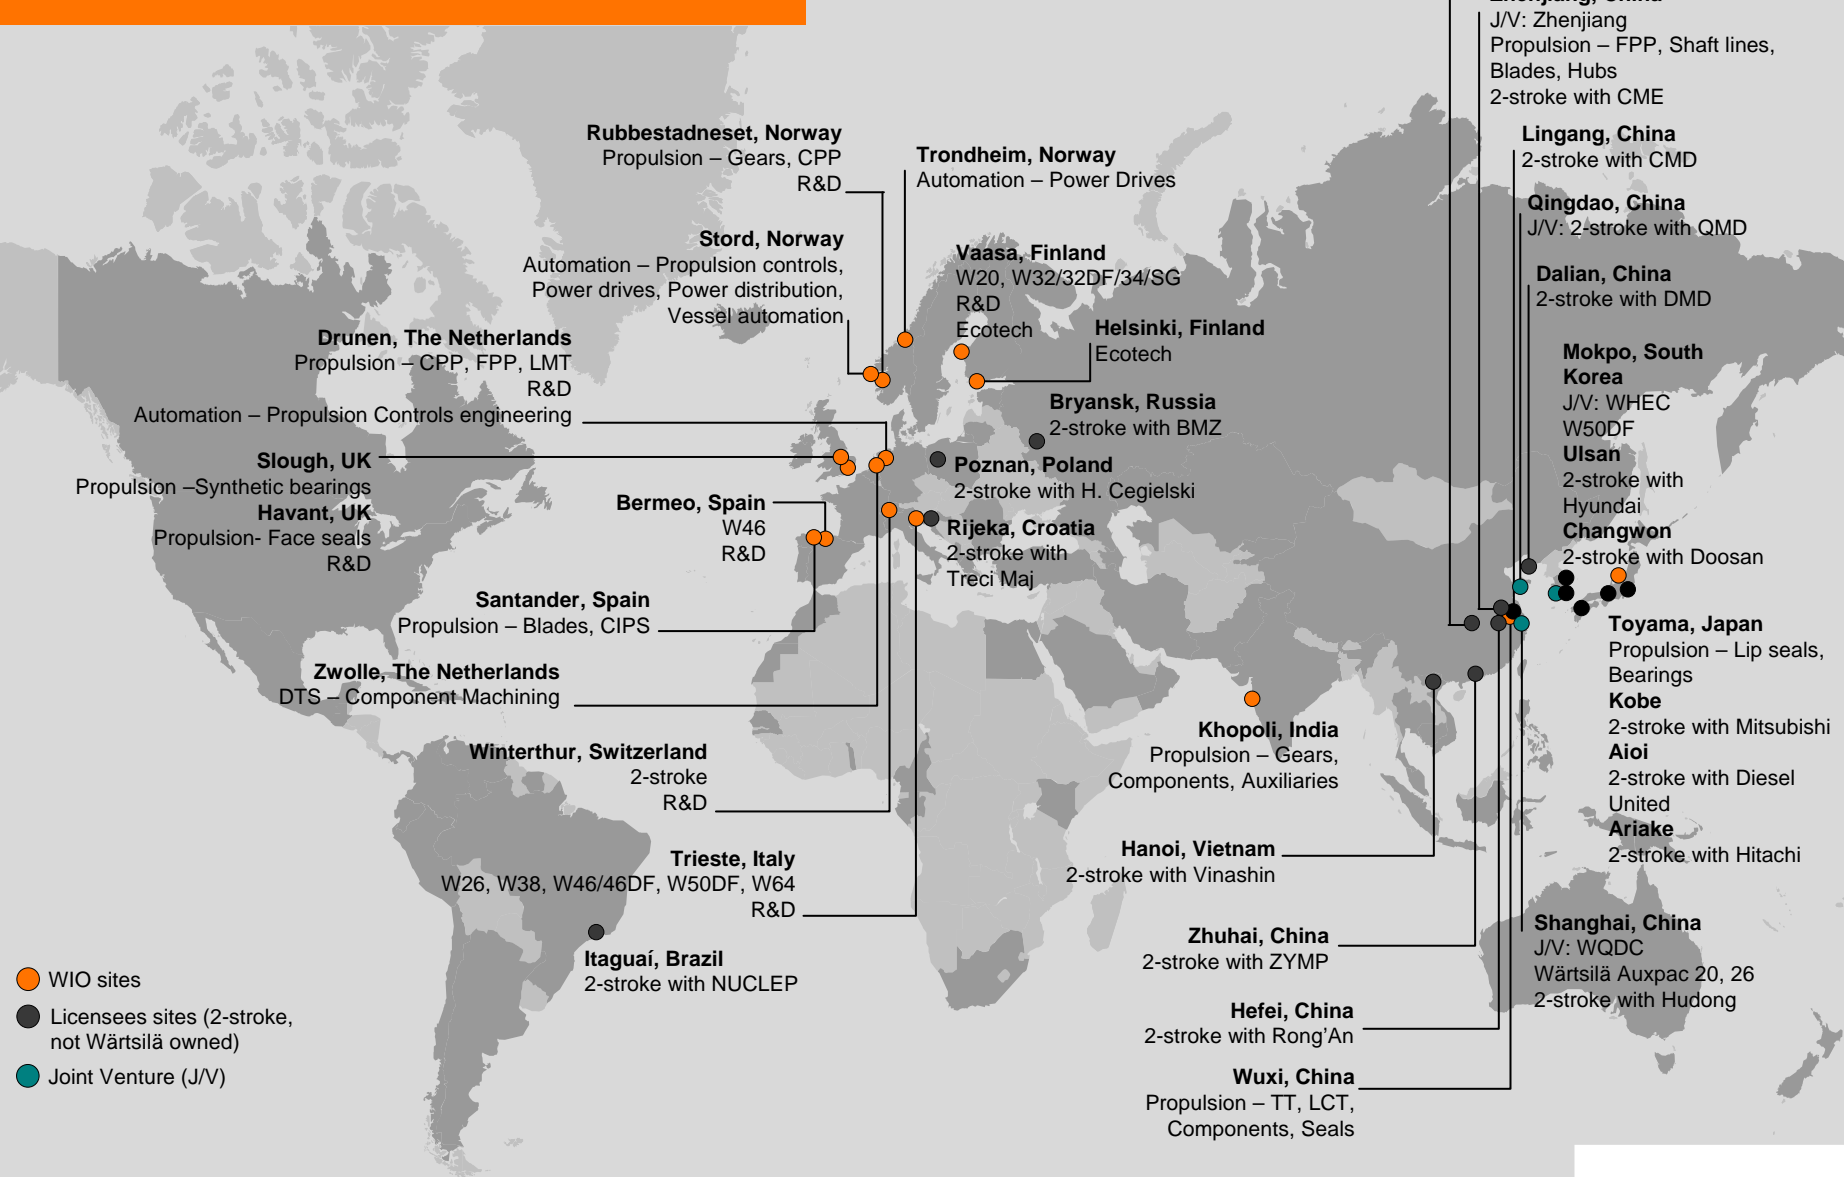 J/V: Zhenjiang
Propulsion – FPP, Shaft lines,
Blades, Hubs
2-stroke with CME
Rubbestadneset, Norway
Propulsion – Gears, CPP
R&D
Trondheim, Norway
Automation – Power Drives
Lingang, China
2-stroke with CMD
Qingdao, China
J/V: 2-stroke with QMD
Stord, Norway
Automation – Propulsion controls,
Power drives, Power distribution,
Vessel automation
Vaasa, Finland
W20, W32/32DF/34/SG
R&D
Ecotech
Dalian, China
2-stroke with DMD
Helsinki, Finland
Ecotech
Drunen, The Netherlands
Propulsion – CPP, FPP, LMT
R&D
Automation – Propulsion Controls engineering
Mokpo, South
Korea
J/V: WHEC
W50DF
Ulsan
2-stroke with
Hyundai
Changwon
2-stroke with Doosan
Bryansk, Russia
2-stroke with BMZ
Slough, UK
Propulsion –Synthetic bearings
Havant, UK
Propulsion- Face seals
R&D
Poznan, Poland
2-stroke with H. Cegielski
Bermeo, Spain
W46
R&D
Rijeka, Croatia
2-stroke with
Treci Maj
Santander, Spain
Propulsion – Blades, CIPS
Toyama, Japan
Propulsion – Lip seals,
Bearings
Kobe
2-stroke with Mitsubishi
Aioi
2-stroke with Diesel
United
Ariake
2-stroke with Hitachi
Zwolle, The Netherlands
DTS – Component Machining
Khopoli, India
Propulsion – Gears,
Components, Auxiliaries
Winterthur, Switzerland
2-stroke
R&D
Hanoi, Vietnam
2-stroke with Vinashin
Trieste, Italy
W26, W38, W46/46DF, W50DF, W64
R&D
Shanghai, China
J/V: WQDC
Wärtsilä Auxpac 20, 26
2-stroke with Hudong
Zhuhai, China
2-stroke with ZYMP
Itaguaí, Brazil
2-stroke with NUCLEP
Hefei, China
2-stroke with Rong'An
Wuxi, China
Propulsion – TT, LCT,
Components, Seals
WIO sites
Licensees sites (2-stroke,
not Wärtsilä owned)
Joint Venture (J/V)